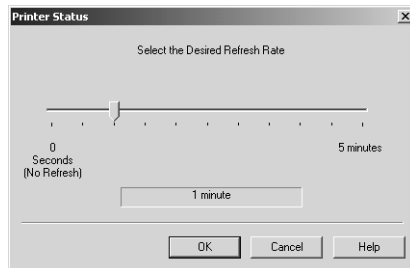 Printer Status
Select the Desired Refresh Rate
0
Seconds
(No Refresh)
5 minutes
1 minute
OK
Cancel
Help